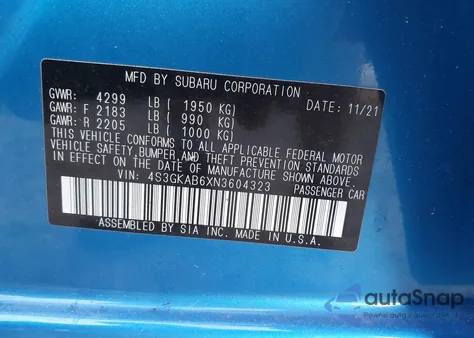 MFD BY SUBARU CORPORATION
GVWR: 4299 LB ( 1950 KG) DATE: 11/21
GAWR: F 2183 LB ( 990 KG)
GAWR: R 2205 LB ( 1000 KG)
THIS VEHICLE CONFORMS TO ALL APPLICABLE FEDERAL MOTOR
VEHICLE SAFETY,BUMPER,AND THEFT PREVENTION STANDARDS
IN EFFECT ON THE DATE OF MANUFACTURE SHOWN ABOVE.
VIN: 4S3GKAB6XN3604323 PASSENGER CAR
ASSEMBLED BY SIA INC. MADE IN U.S.A.
autoSnap
Pewne auta z USA